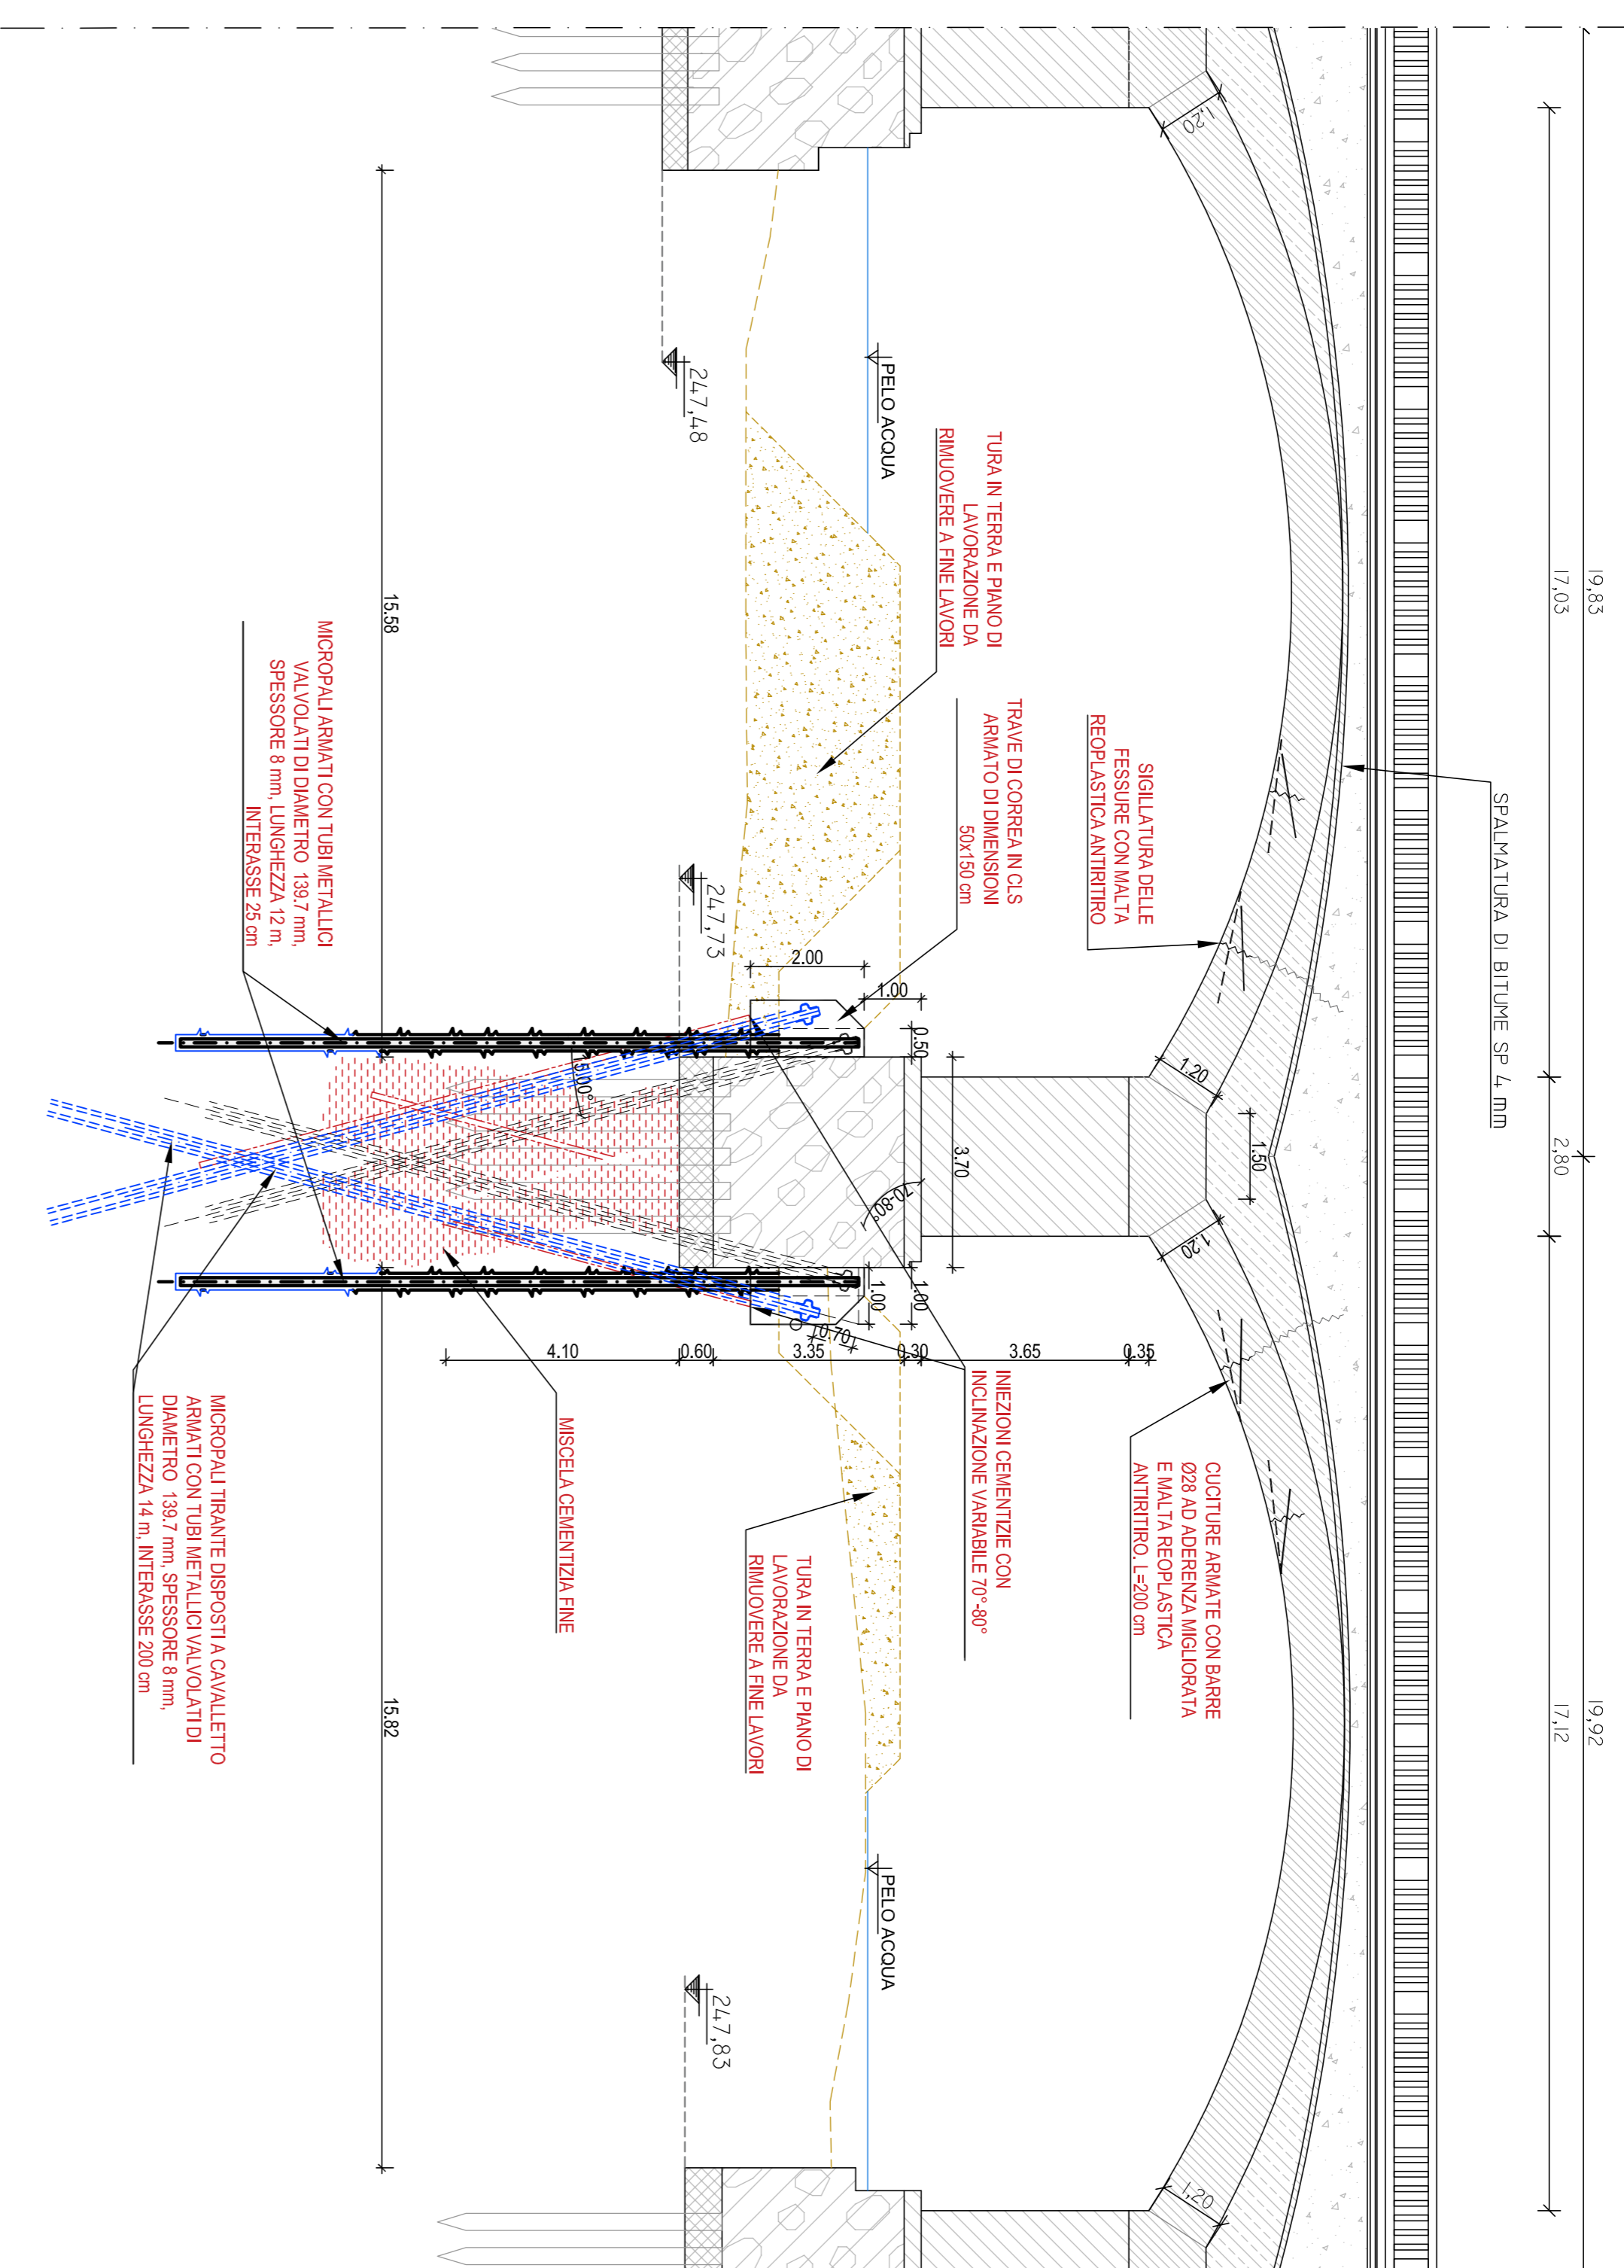 19,83
19,92
17,03
2,80
17,12
SPALMATURA DI BITUME SP 4 mm
1,20
1.20
1.50
1,20
1,20
SIGILLATURA DELLE
FESSURE CON MALTA
REOPLASTICA ANTIRITIRO
CUCITURE ARMATE CON BARRE
Ø28 AD ADERENZA MIGLIORATA
E MALTA REOPLASTICA
ANTIRITIRO. L=200 cm
TURA IN TERRA E PIANO DI
LAVORAZIONE DA
RIMUOVERE A FINE LAVORI
TRAVE DI CORREA IN CLS
ARMATO DI DIMENSIONI
50x150 cm
3.70
INIEZIONI CEMENTIZIE CON
INCLINAZIONE VARIABILE 70°-80°
PELO ACQUA
PELO ACQUA
1.00
0.50
2.00
70-80°
1.00
1.00
0.70
0.35
3.65
0.30
3.35
0.60
4.10
TURA IN TERRA E PIANO DI
LAVORAZIONE DA
RIMUOVERE A FINE LAVORI
247,48
247,73
247,83
5.00°
MISCELA CEMENTIZIA FINE
15.58
15.82
MICROPALI ARMATI CON TUBI METALLICI
VALVOLATI DI DIAMETRO 139.7 mm,
SPESSORE 8 mm, LUNGHEZZA 12 m,
INTERASSE 25 cm
MICROPALI TIRANTE DISPOSTI A CAVALLETTO
ARMATI CON TUBI METALLICI VALVOLATI DI
DIAMETRO 139.7 mm, SPESSORE 8 mm,
LUNGHEZZA 14 m, INTERASSE 200 cm